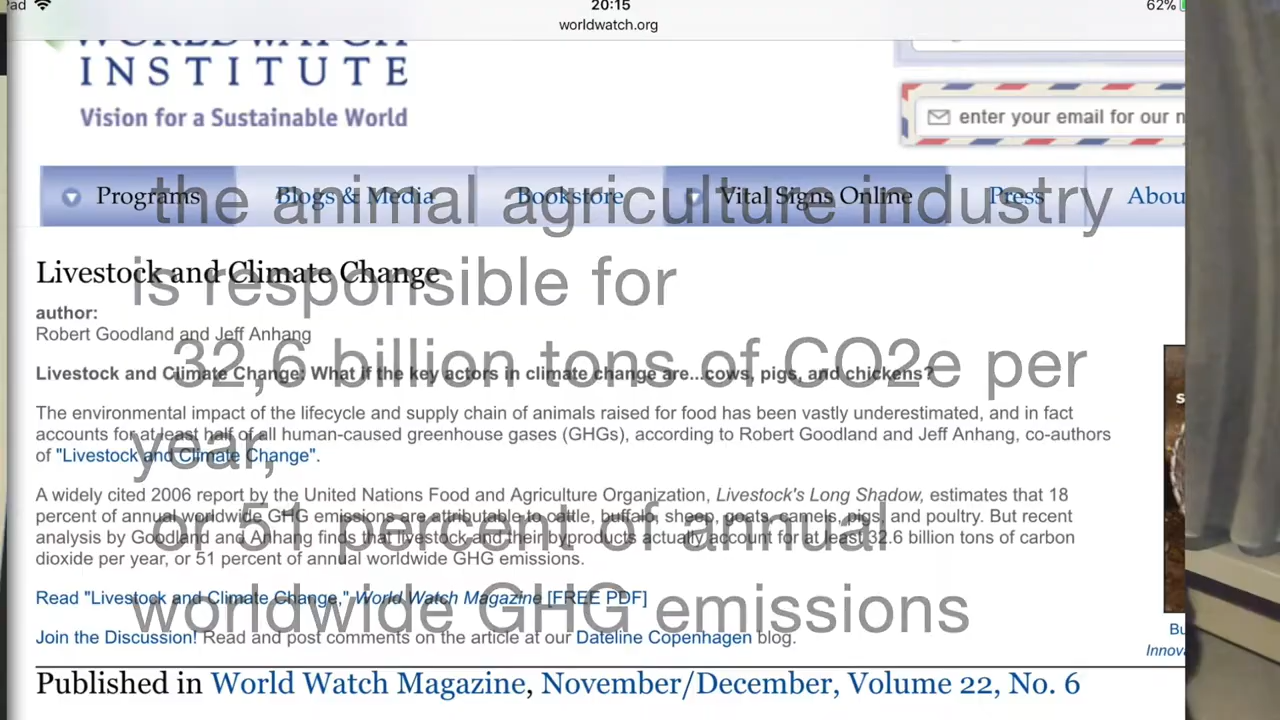 Pad 20:15 62%
worldwatch.org
WORLDWATCH
INSTITUTE
Vision for a Sustainable World
enter your email for our n
Programs Blogs & Media Bookstore Vital Signs Online Press Abou
the animal agriculture industry
is responsible for
32,6 billion tons of CO2e per
year,
or 51 percent of annual
worldwide GHG emissions
Livestock and Climate Change
author:
Robert Goodland and Jeff Anhang
Livestock and Climate Change: What if the key actors in climate change are...cows, pigs, and chickens?
The environmental impact of the lifecycle and supply chain of animals raised for food has been vastly underestimated, and in fact
accounts for at least half of all human-caused greenhouse gases (GHGs), according to Robert Goodland and Jeff Anhang, co-authors
of "Livestock and Climate Change".
A widely cited 2006 report by the United Nations Food and Agriculture Organization, Livestock's Long Shadow, estimates that 18
percent of annual worldwide GHG emissions are attributable to cattle, buffalo, sheep, goats, camels, pigs, and poultry. But recent
analysis by Goodland and Anhang finds that livestock and their byproducts actually account for at least 32.6 billion tons of carbon
dioxide per year, or 51 percent of annual worldwide GHG emissions.
Read "Livestock and Climate Change," World Watch Magazine [FREE PDF]
Join the Discussion! Read and post comments on the article at our Dateline Copenhagen blog.
Published in World Watch Magazine, November/December, Volume 22, No. 6
s
Bu
Innova